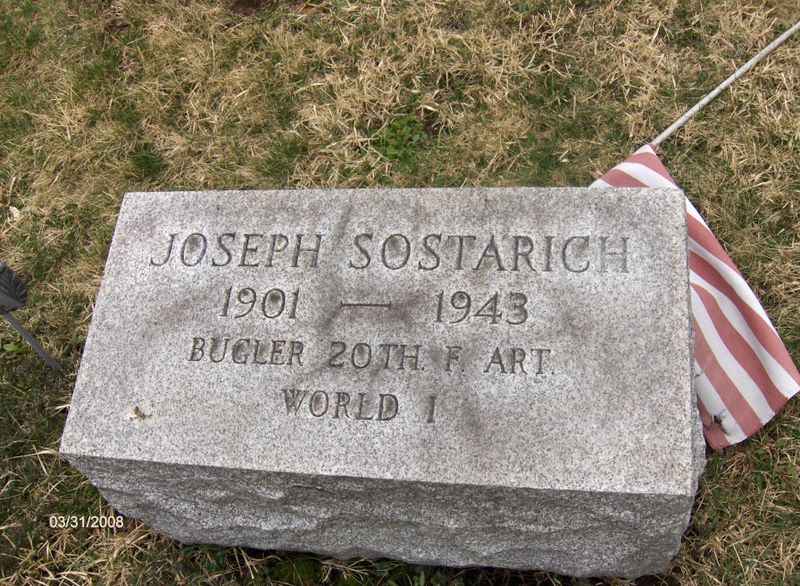 JOSEPH SOSTARICH
1901 — 1943
BUGLER 20TH. F. ART.
WORLD I
03/31/2008